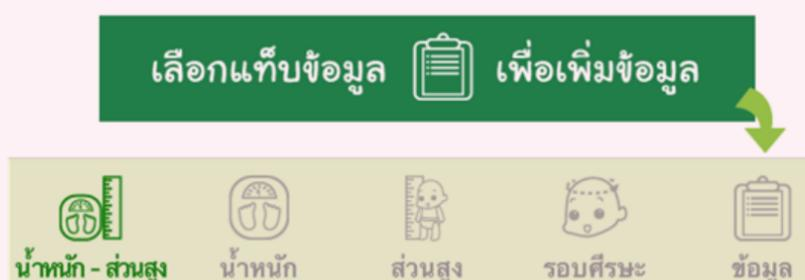 เลือกแท็บข้อมูล เพื่อเพิ่มข้อมูล
น้ำหนัก - ส่วนสูง น้ำหนัก ส่วนสูง รอบศีรษะ ข้อมูล